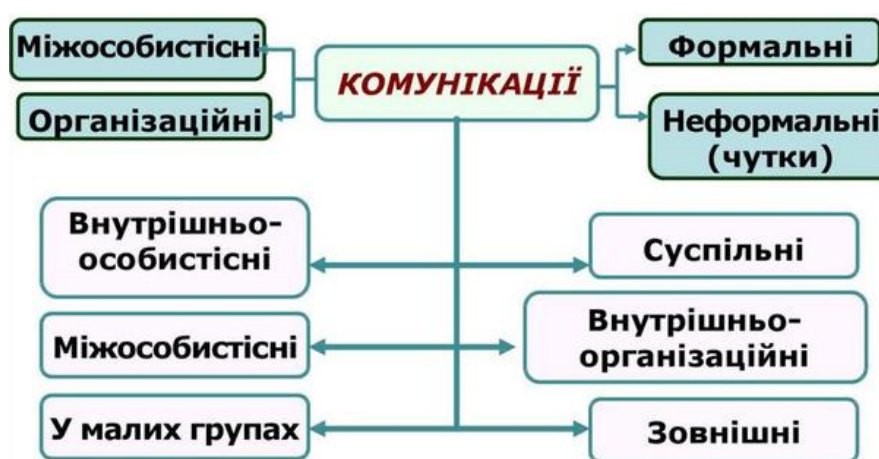 Міжособистісні
Організаційні
КОМУНІКАЦІЇ
Формальні
Неформальні
(чутки)
Внутрішньо-
особистісні
Суспільні
Міжособистісні
Внутрішньо-
організаційні
У малих групах
Зовнішні